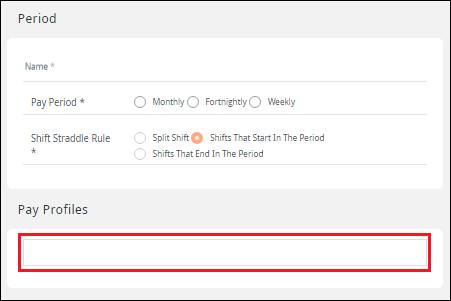 Period
Name *
Pay Period * Monthly Fortnightly Weekly
Shift Straddle Rule * Split Shift Shifts That Start In The Period
Shifts That End In The Period
Pay Profiles